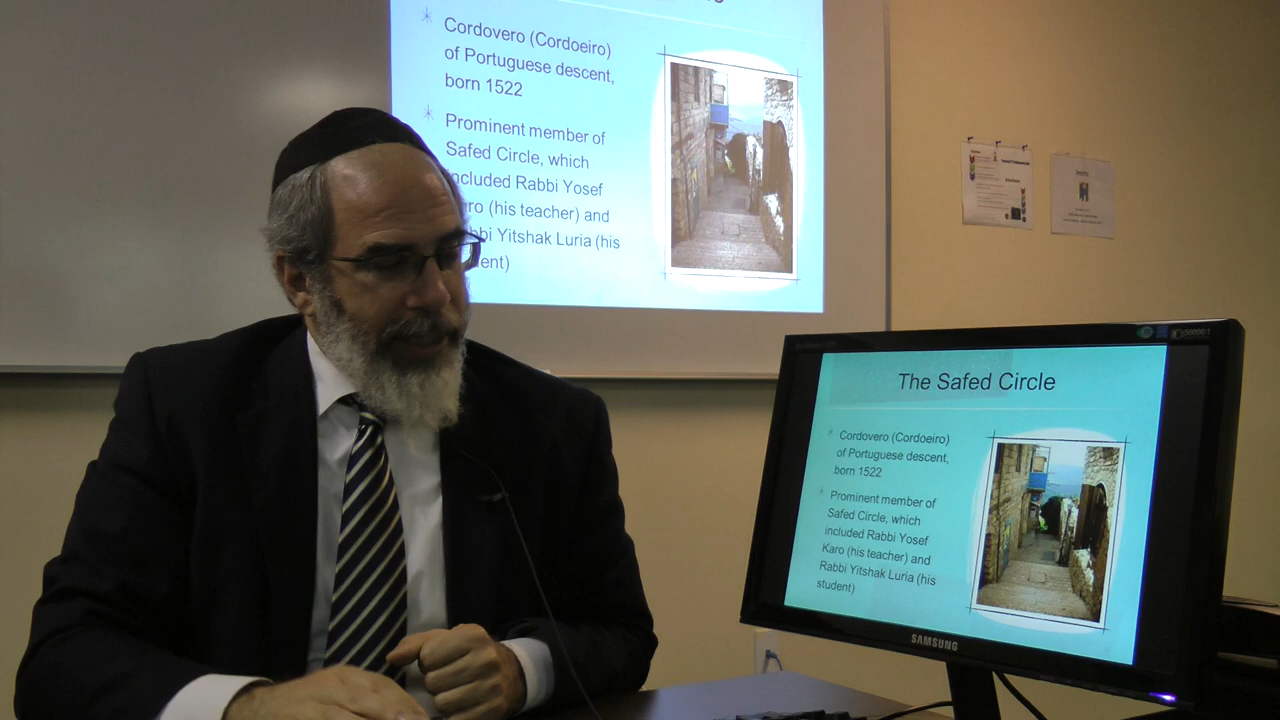 Cordovero (Cordoeiro)
of Portuguese descent,
born 1522
Prominent member of
Safed Circle, which
included Rabbi Yosef
ro (his teacher) and
bbi Yitshak Luria (his
ent)
The Safed Circle
Cordovero (Cordoeiro)
of Portuguese descent,
born 1522
Prominent member of
Safed Circle, which
included Rabbi Yosef
Karo (his teacher) and
Rabbi Yitshak Luria (his
student)
SAMSUNG